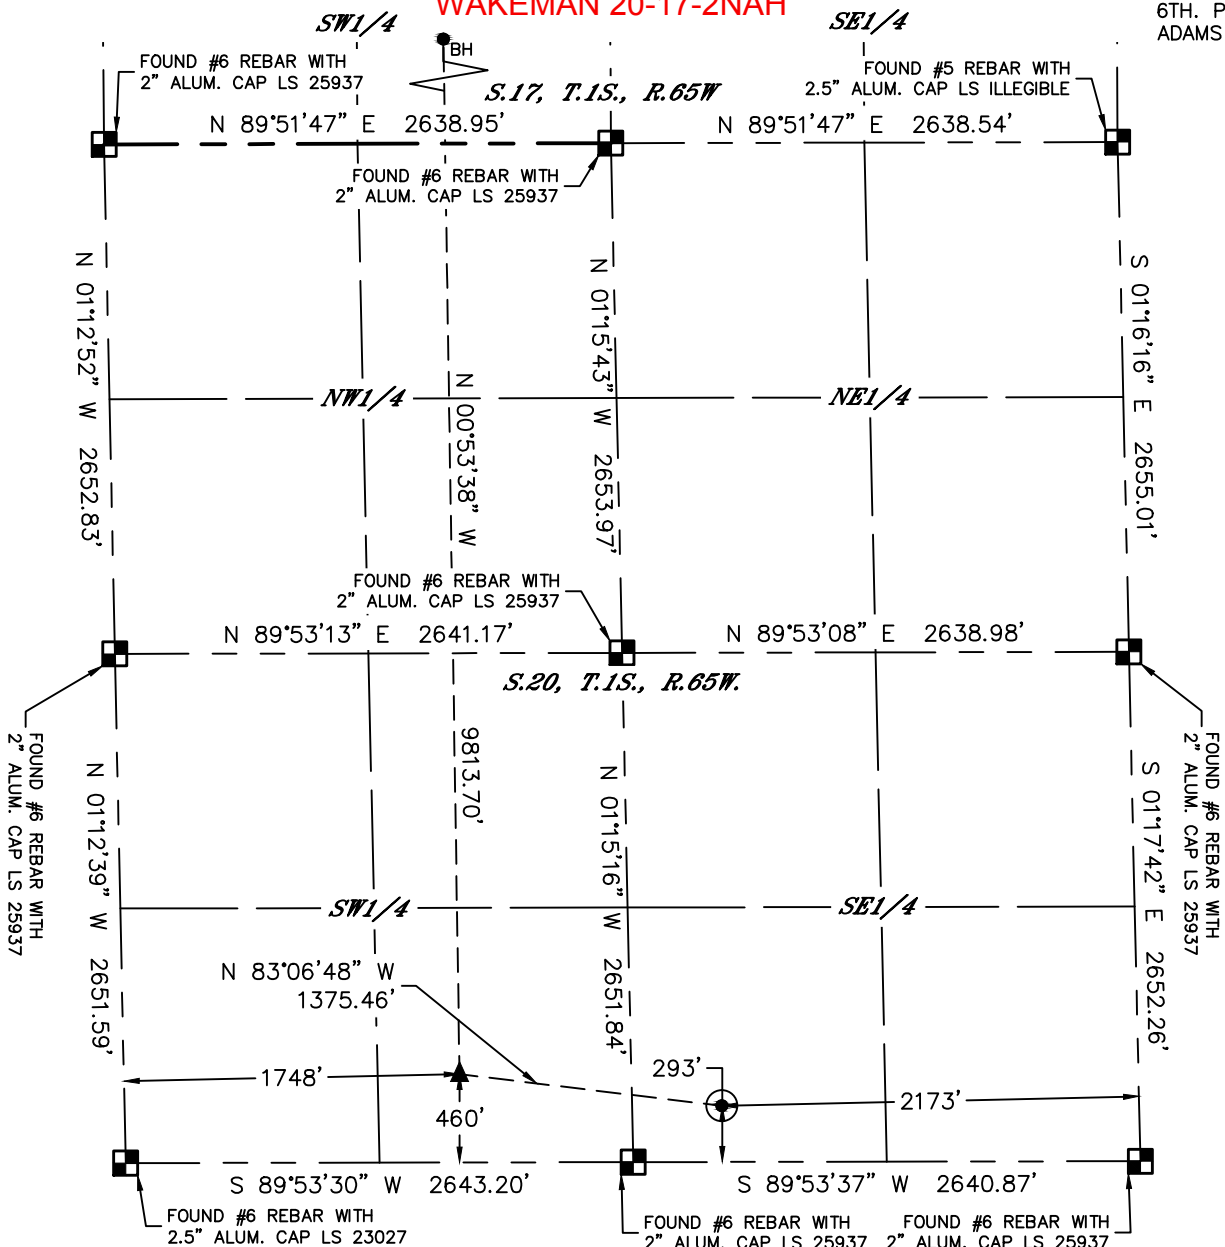 WAKEMAN 20-17-2NAH
6TH. P
ADAMS
SW1/4
SE1/4
BH
FOUND #6 REBAR WITH
2" ALUM. CAP LS 25937
S.17, T.1S., R.65W
FOUND #5 REBAR WITH
2.5" ALUM. CAP LS ILLEGIBLE
N 89°51'47" E 2638.95'
N 89°51'47" E 2638.54'
FOUND #6 REBAR WITH
2" ALUM. CAP LS 25937
N 01°12'52" W 2652.83'
N 00°53'38" W
N 01°15'43" W 2653.97'
S 01°16'16" E 2655.01'
NW1/4
NE1/4
FOUND #6 REBAR WITH
2" ALUM. CAP LS 25937
N 89°53'13" E 2641.17'
N 89°53'08" E 2638.98'
S.20, T.1S., R.65W.
FOUND #6 REBAR WITH
2" ALUM. CAP LS 25937
N 01°12'39" W 2651.59'
9813.70'
N 01°15'16" W 2651.84'
S 01°17'42" E 2652.26'
FOUND #6 REBAR WITH
2" ALUM. CAP LS 25937
SW1/4
SE1/4
N 83°06'48" W
1375.46'
1748'
460'
293'
2173'
S 89°53'30" W 2643.20'
S 89°53'37" W 2640.87'
FOUND #6 REBAR WITH
2.5" ALUM. CAP LS 23027
FOUND #6 REBAR WITH
2" ALUM. CAP LS 25937
FOUND #6 REBAR WITH
2" ALUM. CAP LS 25937